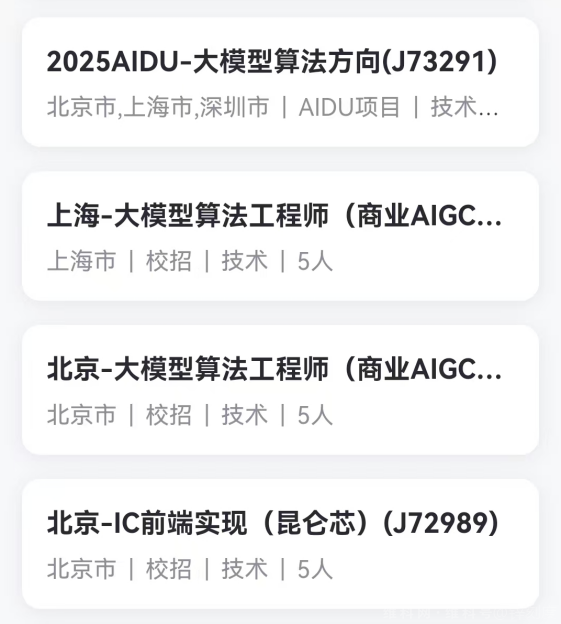 2025AIDU-大模型算法方向(J73291)
北京市,上海市,深圳市 | AIDU项目 | 技术...
上海-大模型算法工程师（商业AIGC...
上海市 | 校招 | 技术 | 5人
北京-大模型算法工程师（商业AIGC...
北京市 | 校招 | 技术 | 5人
北京-IC前端实现（昆仑芯）(J72989)
北京市 | 校招 | 技术 | 5人